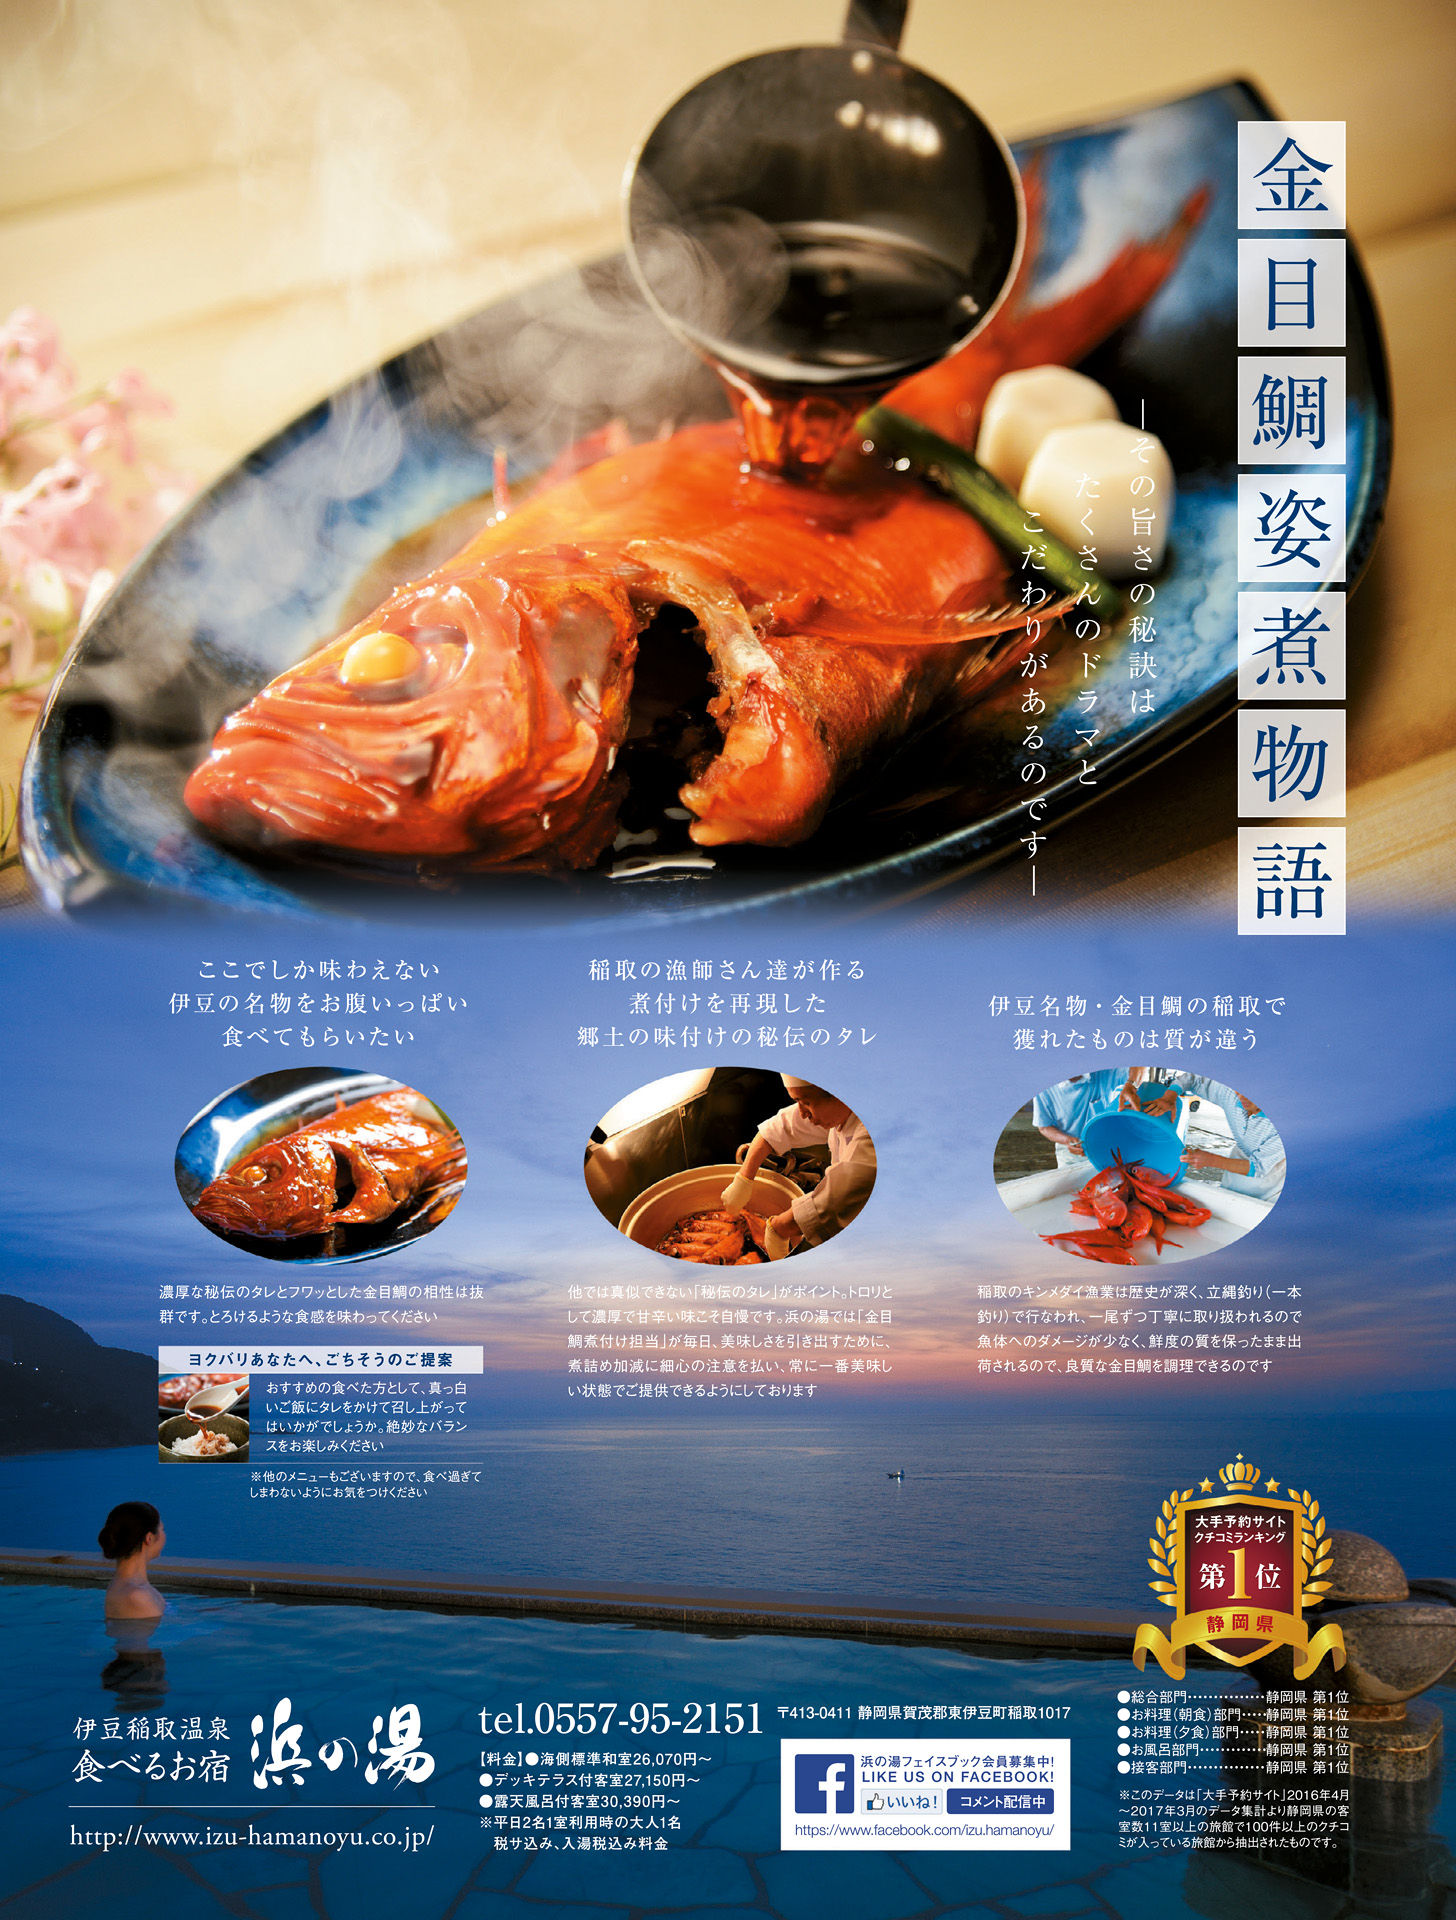 金目鯛姿煮物語
―その旨さの秘訣は
たくさんのドラマと
こだわりがあるのです―
ここでしか味わえない
伊豆の名物をお腹いっぱい
食べてもらいたい
濃厚な秘伝のタレとフワッとした金目鯛の相性は抜
群です。とろけるような食感を味わってください
ヨクバリあなたへ、ごちそうのご提案
おすすめの食べた方として、真っ白
いご飯にタレをかけて召し上がって
はいかがでしょうか。絶妙なバラン
スをお楽しみください
※他のメニューもございますので、食べ過ぎて
しまわないようにお気をつけください
稲取の漁師さん達が作る
煮付けを再現した
郷土の味付けの秘伝のタレ
他では真似できない「秘伝のタレ」がポイント。トロリと
して濃厚で甘辛い味こそ自慢です。浜の湯では「金目
鯛煮付け担当」が毎日、美味しさを引き出すために、
煮詰め加減に細心の注意を払い、常に一番美味し
い状態でご提供できるようにしております
伊豆名物・金目鯛の稲取で
獲れたものは質が違う
稲取のキンメダイ漁業は歴史が深く、立縄釣り(一本
釣り)で行なわれ、一尾ずつ丁寧に取り扱われるので
魚体へのダメージが少なく、鮮度の質を保ったまま出
荷されるので、良質な金目鯛を調理できるのです
大手予約サイト
クチコミランキング
第1位
静岡県
●総合部門……………静岡県 第1位
●お料理(朝食)部門……静岡県 第1位
●お料理(夕食)部門……静岡県 第1位
●お風呂部門…………静岡県 第1位
●接客部門……………静岡県 第1位
※このデータは「大手予約サイト」2016年4月
～2017年3月のデータ集計より静岡県の客
室数11室以上の旅館で100件以上のクチコ
ミが入っている旅館から抽出されたものです。
伊豆稲取温泉
食べるお宿
浜の湯
http://www.izu-hamanoyu.co.jp/
tel.0557-95-2151
〒413-0411 静岡県賀茂郡東伊豆町稲取1017
【料金】●海側標準和室26,070円～
●デッキテラス付客室27,150円～
●露天風呂付客室30,390円～
※平日2名1室利用時の大人1名
税サ込み、入湯税込み料金
浜の湯フェイスブック会員募集中!
LIKE US ON FACEBOOK!
いいね!
コメント配信中
https://www.facebook.com/izu.hamanoyu/